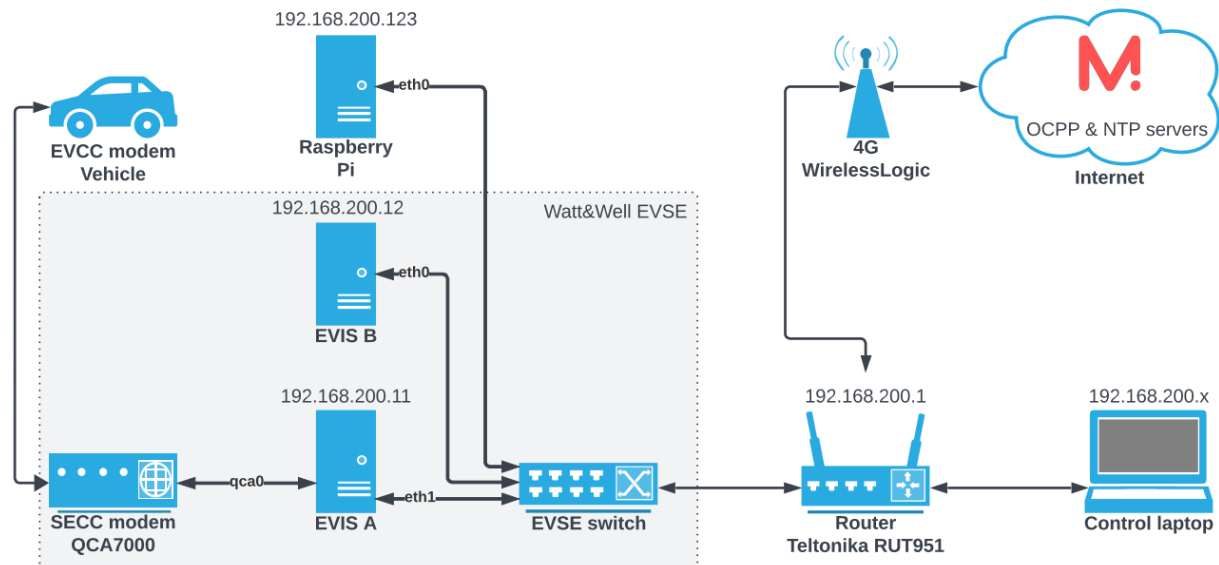 192.168.200.123
eth0
Raspberry
Pi
EVCC modem
Vehicle
4G
WirelessLogic
M.
OCPP & NTP servers
Internet
192.168.200.12
Watt&Well EVSE
eth0
EVIS B
192.168.200.11
qca0
eth1
EVIS A
SECC modem
QCA7000
EVSE switch
192.168.200.1
Router
Teltonika RUT951
192.168.200.x
Control laptop